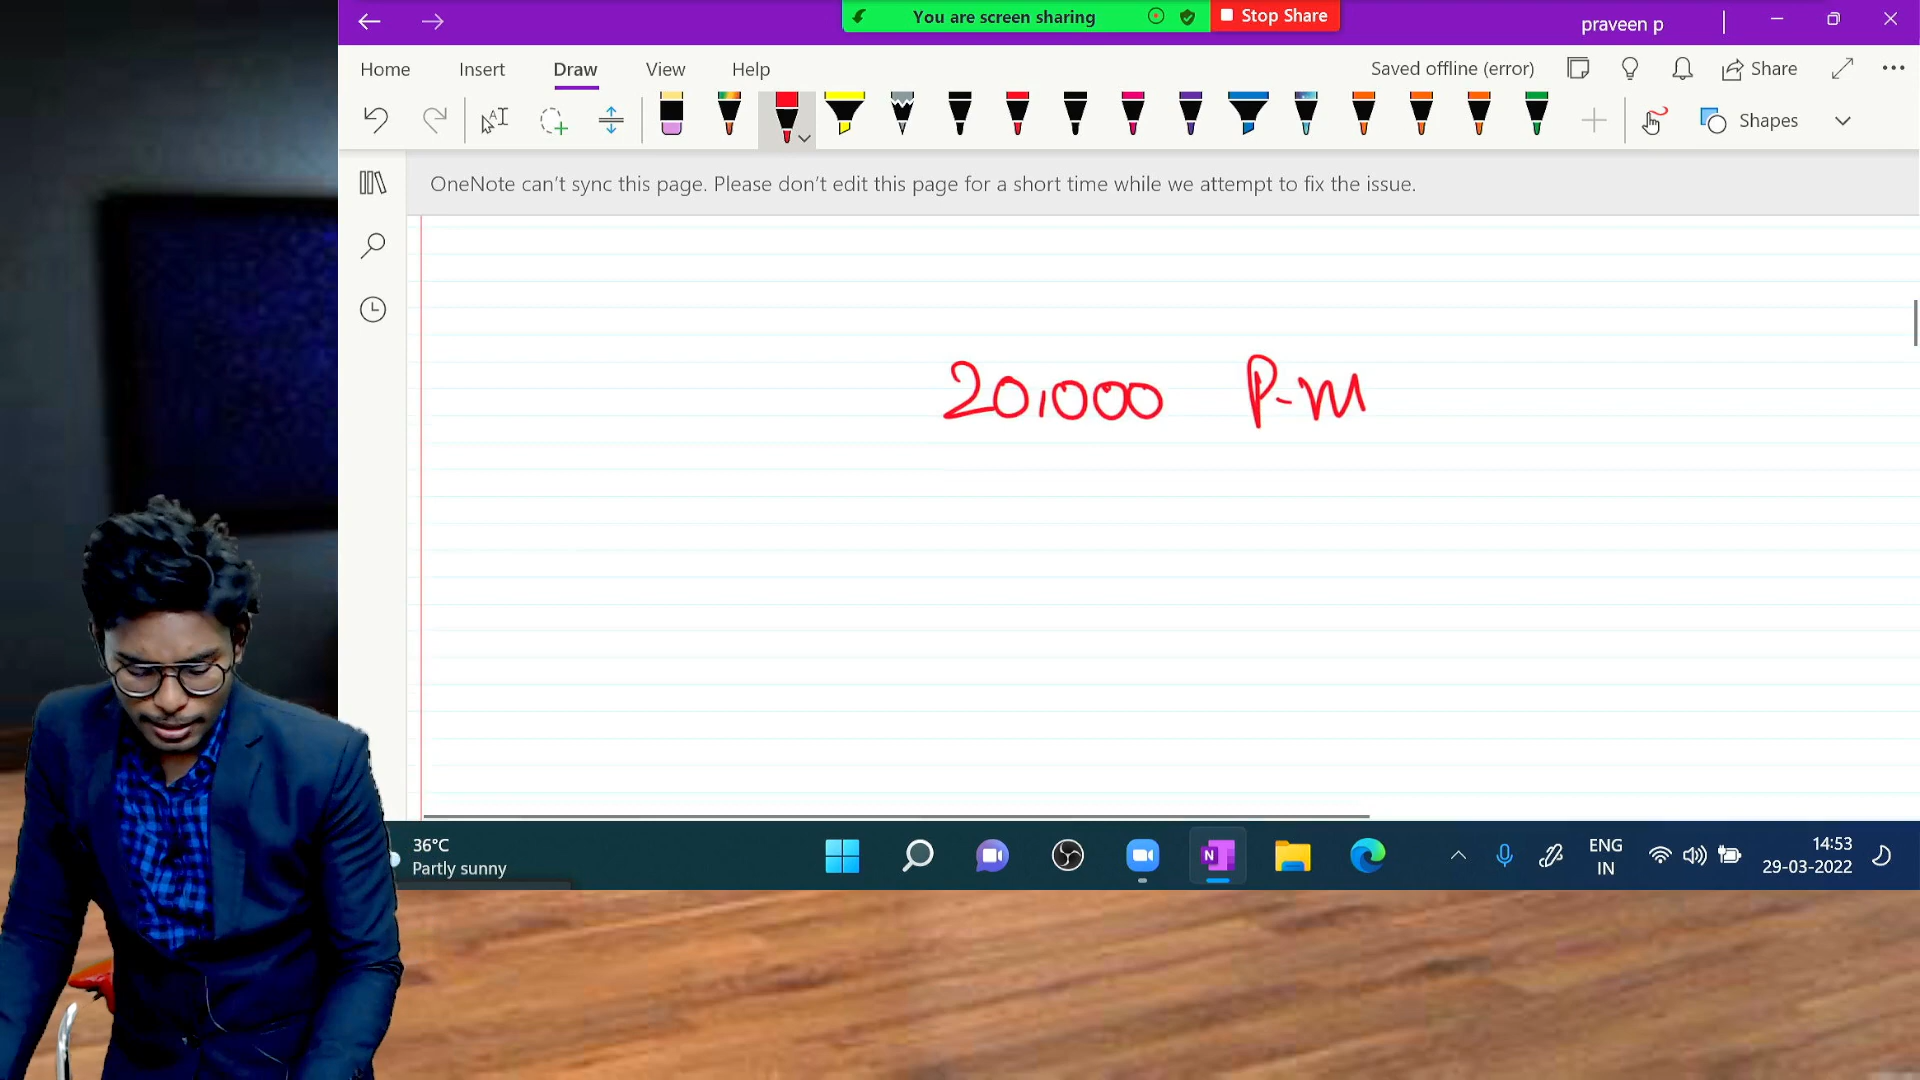 You are screen sharing
Stop Share
praveen p
Home Insert Draw View Help
Saved offline (error)
Share
Shapes
OneNote can't sync this page. Please don't edit this page for a short time while we attempt to fix the issue.
20,000 P-M
36°C
Partly sunny
ENG
IN
14:53
29-03-2022